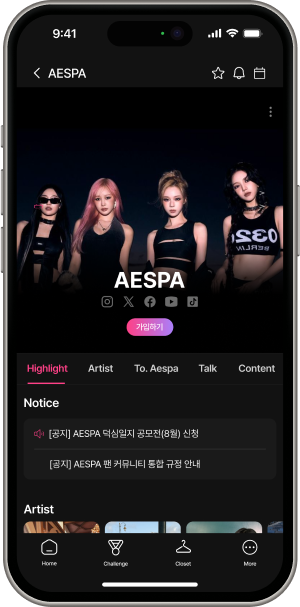 9:41
AESPA
AESPA
가입하기
Highlight Artist To. Aespa Talk Content
Notice
[공지] AESPA 덕심일지 공모전(8월) 신청
[공지] AESPA 팬 커뮤니티 통합 규정 안내
Artist
Home Challenge Closet More